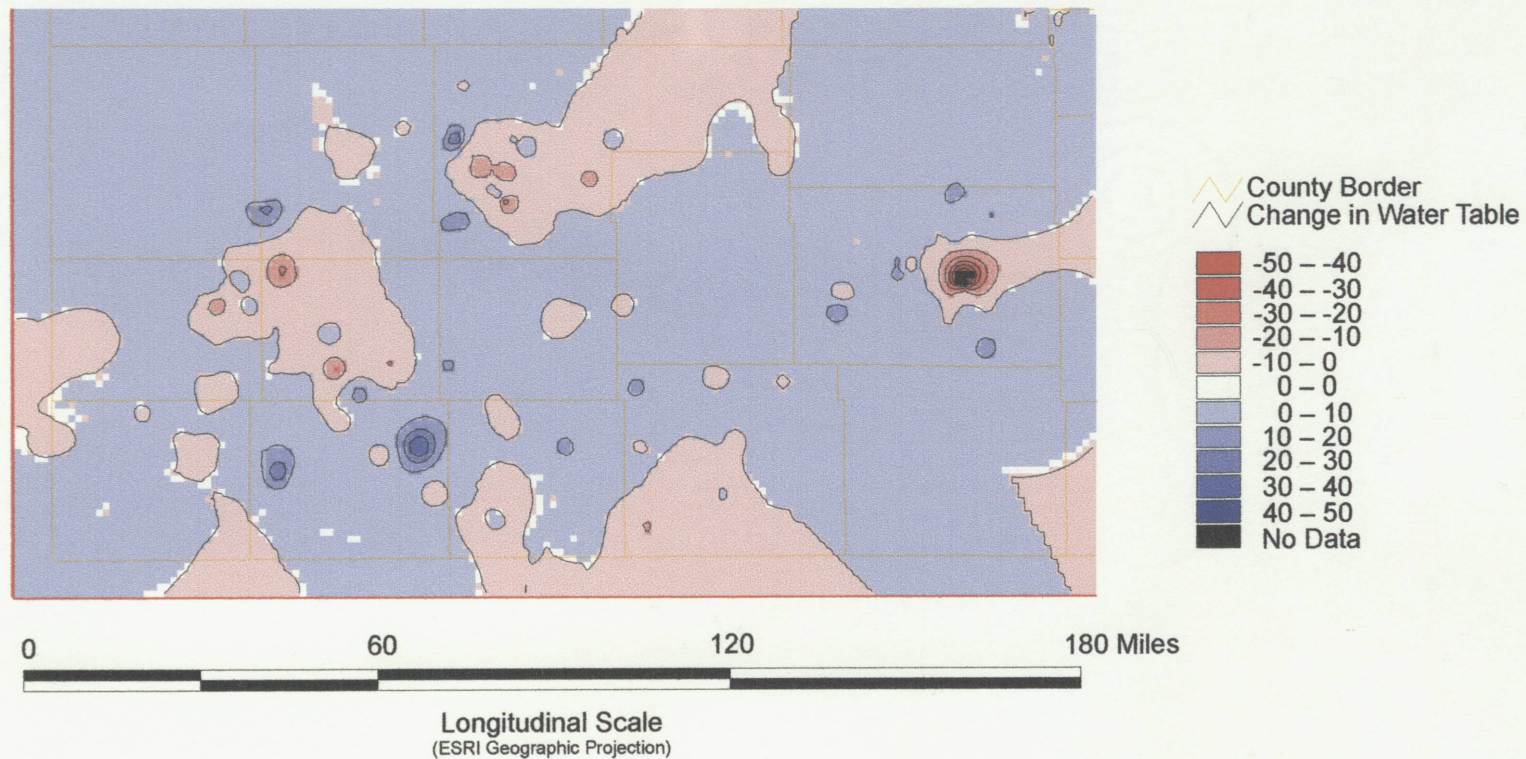 County Border
Change in Water Table
-50 – -40
-40 – -30
-30 – -20
-20 – -10
-10 – 0
0 – 0
0 – 10
10 – 20
20 – 30
30 – 40
40 – 50
No Data
0 60 120 180 Miles
Longitudinal Scale
(ESRI Geographic Projection)